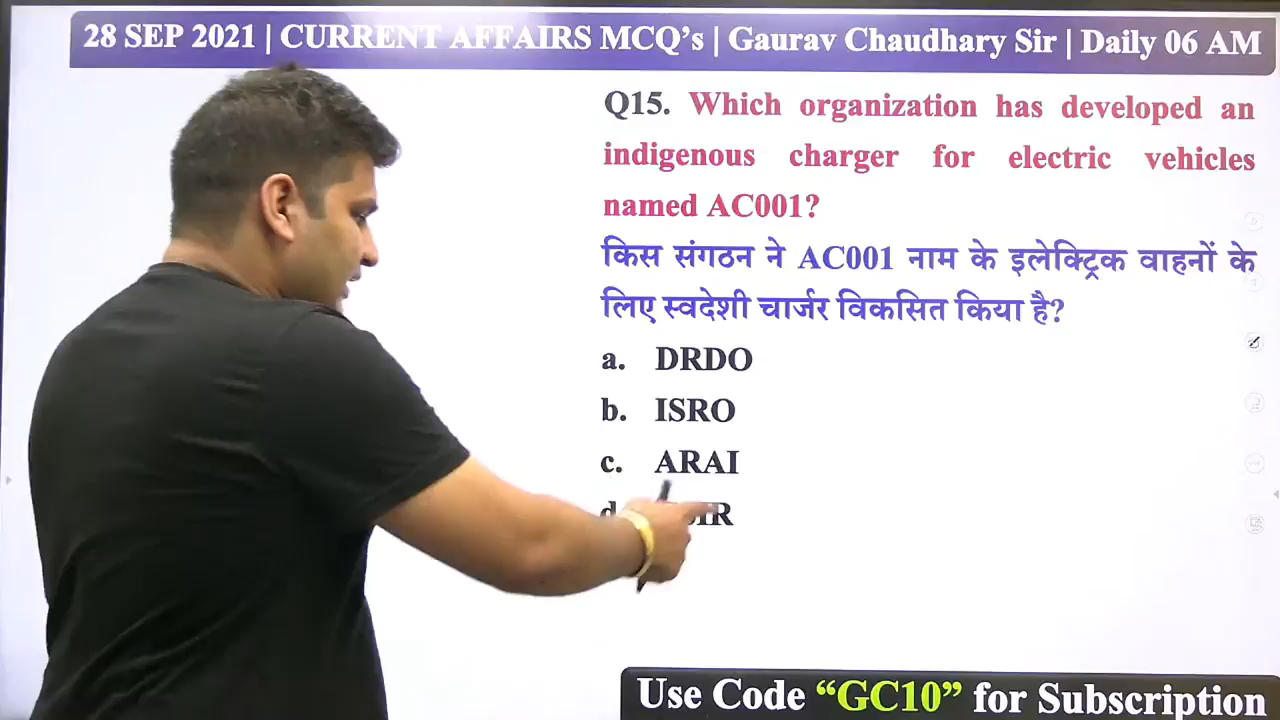 28 SEP 2021 | CURRENT AFFAIRS MCQ's | Gaurav Chaudhary Sir | Daily 06 AM
Q15. Which organization has developed an
indigenous charger for electric vehicles
named AC001?
किस संगठन ने AC001 नाम के इलेक्ट्रिक वाहनों के
लिए स्वदेशी चार्जर विकसित किया है?
a. DRDO
b. ISRO
c. ARAI
Use Code “GC10” for Subscription